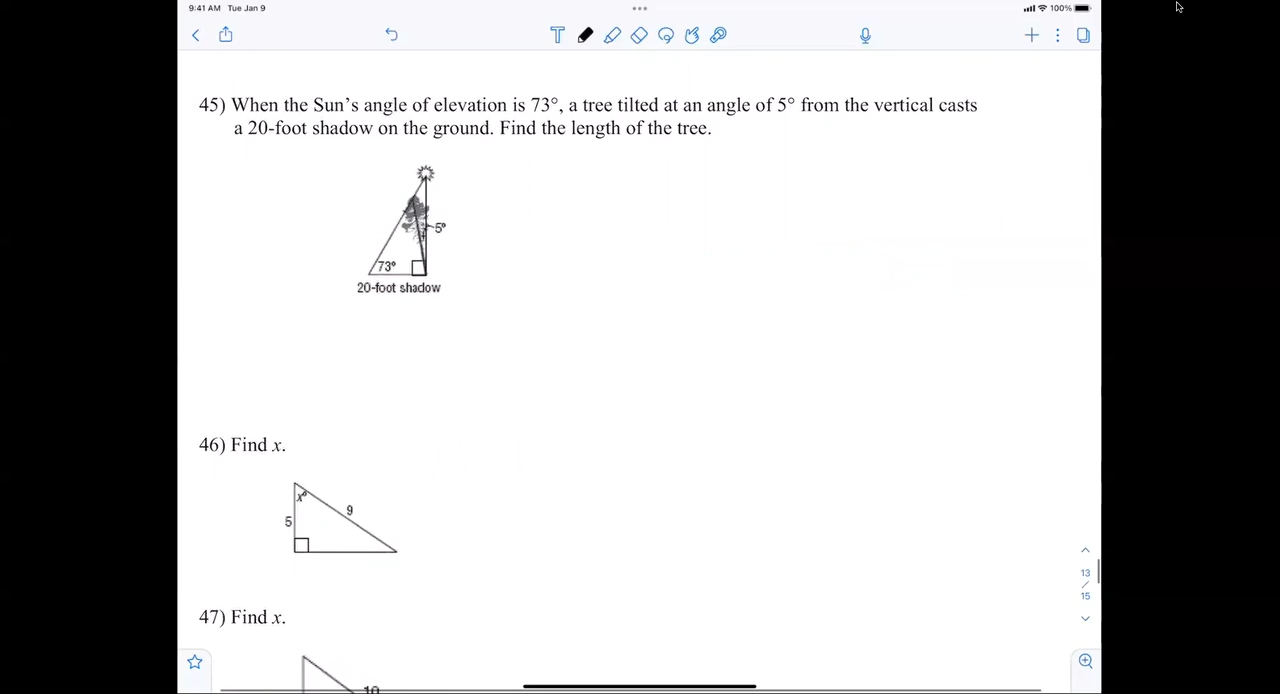 9:41 AM Tue Jan 9
100%
45) When the Sun's angle of elevation is 73°, a tree tilted at an angle of 5° from the vertical casts
a 20-foot shadow on the ground. Find the length of the tree.
5°
73°
20-foot shadow
46) Find x.
x°
9
5
13
/
15
47) Find x.
10